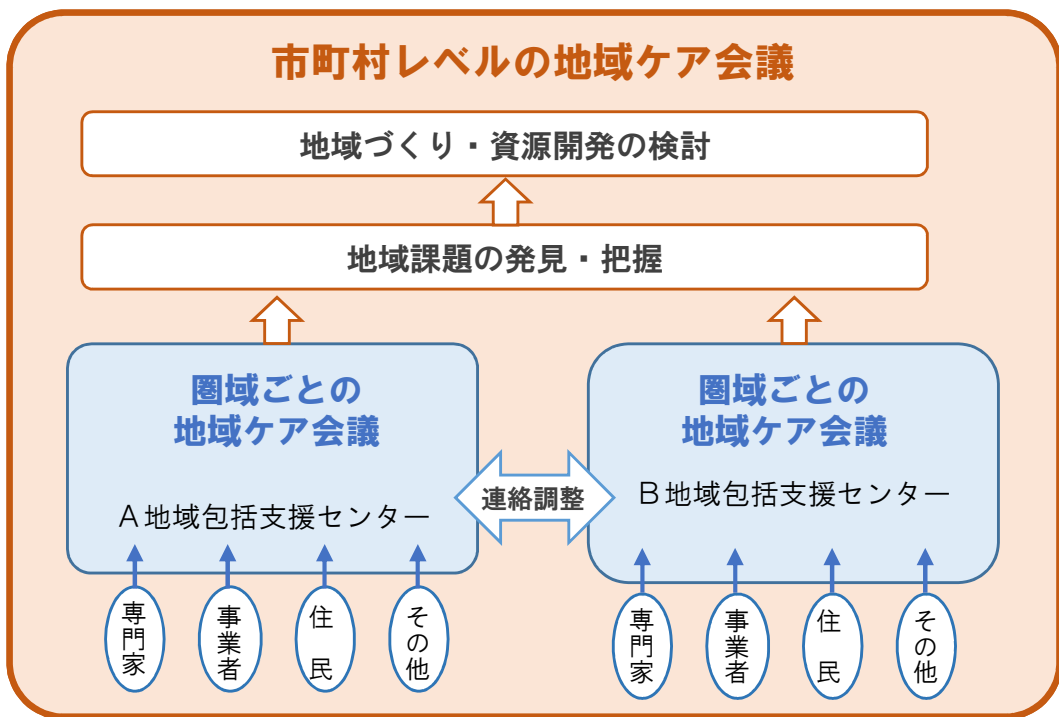 市町村レベルの地域ケア会議
地域づくり・資源開発の検討
地域課題の発見・把握
圏域ごとの
地域ケア会議
A地域包括支援センター
連絡調整
圏域ごとの
地域ケア会議
B地域包括支援センター
専門家
事業者
住民
その他
専門家
事業者
住民
その他